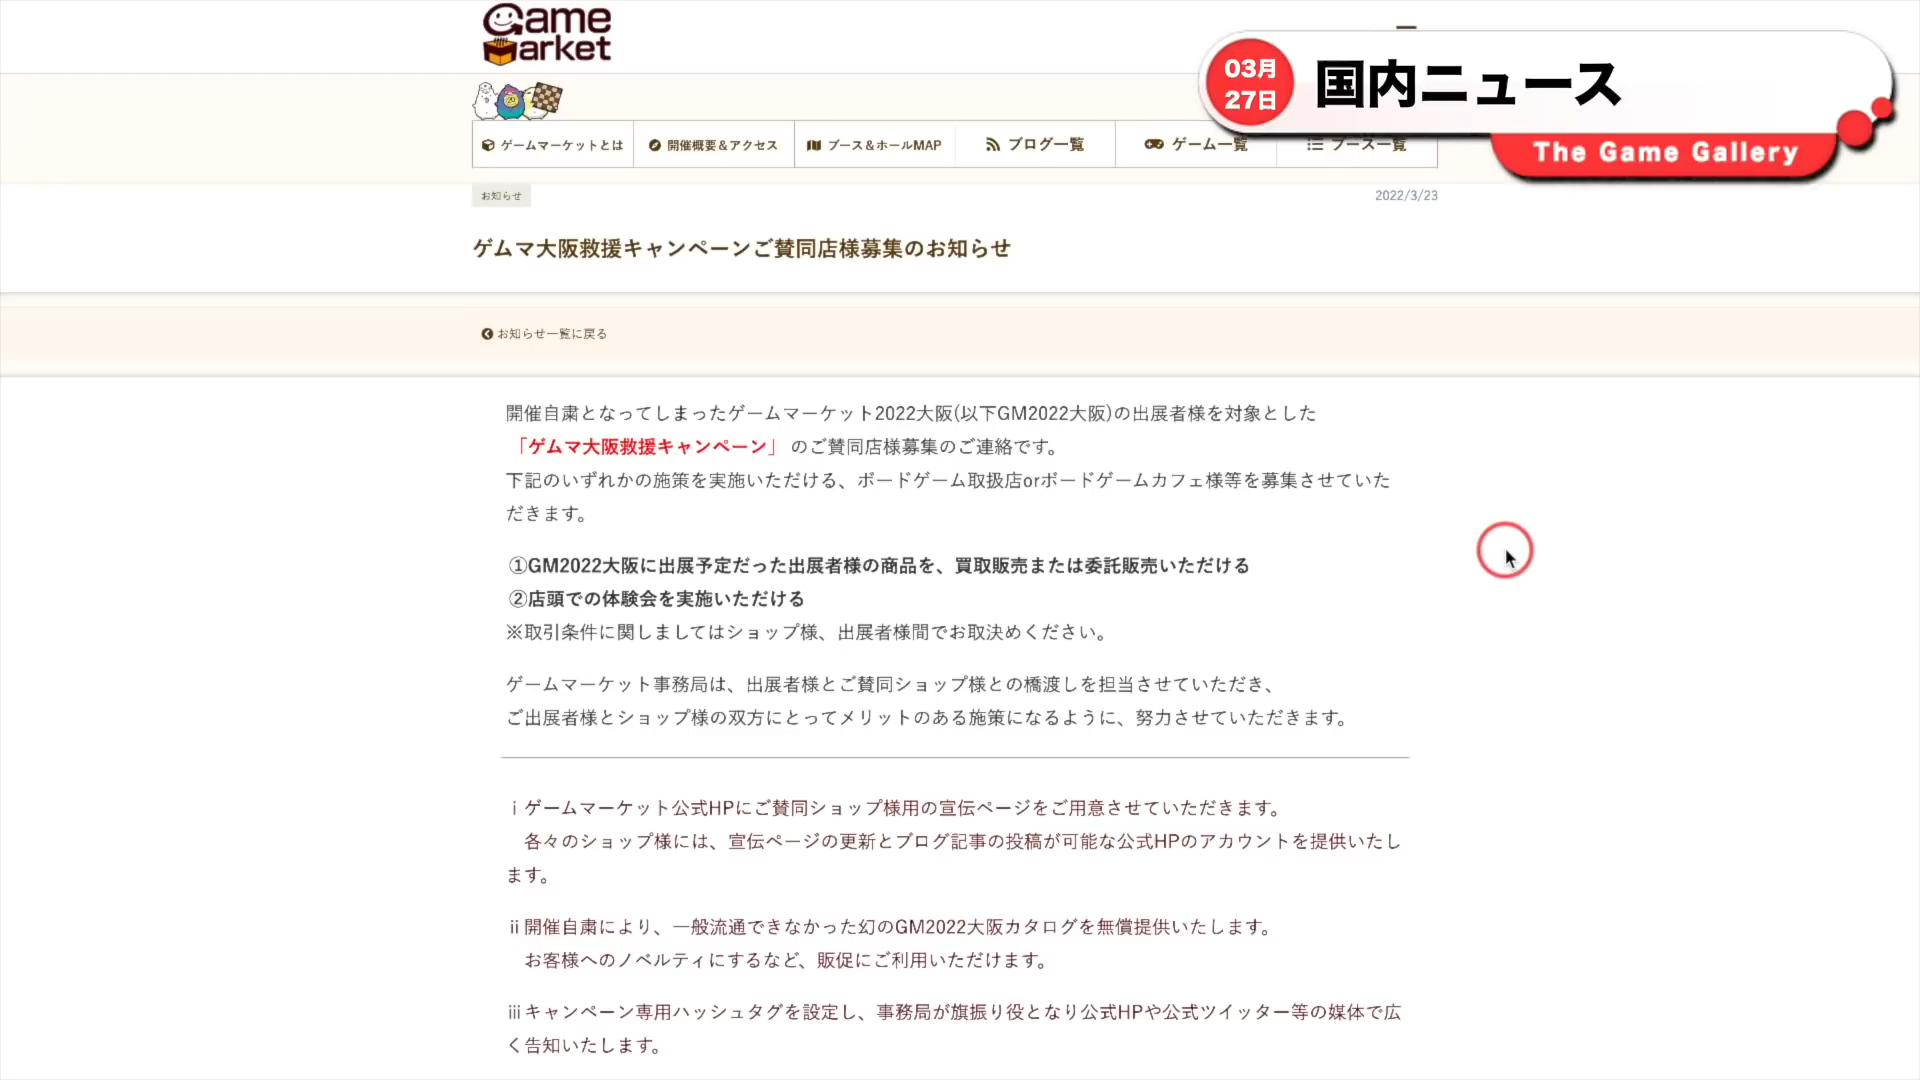 Game
Market
03月
27日
国内ニュース
The Game Gallery
ゲームマーケットとは
開催概要＆アクセス
ブース＆ホールMAP
ブログ一覧
ゲーム一覧
ブース一覧
お知らせ
2022/3/23
ゲムマ大阪救援キャンペーンご賛同店様募集のお知らせ
お知らせ一覧に戻る
開催自粛となってしまったゲームマーケット2022大阪(以下GM2022大阪)の出展者様を対象とした
「ゲムマ大阪救援キャンペーン」 のご賛同店様募集のご連絡です。
下記のいずれかの施策を実施いただける、ボードゲーム取扱店orボードゲームカフェ様等を募集させていた
だきます。
①GM2022大阪に出展予定だった出展者様の商品を、買取販売または委託販売いただける
②店頭での体験会を実施いただける
※取引条件に関しましてはショップ様、出展者様間でお取決めください。
ゲームマーケット事務局は、出展者様とご賛同ショップ様との橋渡しを担当させていただき、
ご出展者様とショップ様の双方にとってメリットのある施策になるように、努力させていただきます。
ⅰゲームマーケット公式HPにご賛同ショップ様用の宣伝ページをご用意させていただきます。
各々のショップ様には、宣伝ページの更新とブログ記事の投稿が可能な公式HPのアカウントを提供いたし
ます。
ⅱ開催自粛により、一般流通できなかった幻のGM2022大阪カタログを無償提供いたします。
お客様へのノベルティにするなど、販促にご利用いただけます。
ⅲキャンペーン専用ハッシュタグを設定し、事務局が旗振り役となり公式HPや公式ツイッター等の媒体で広
く告知いたします。